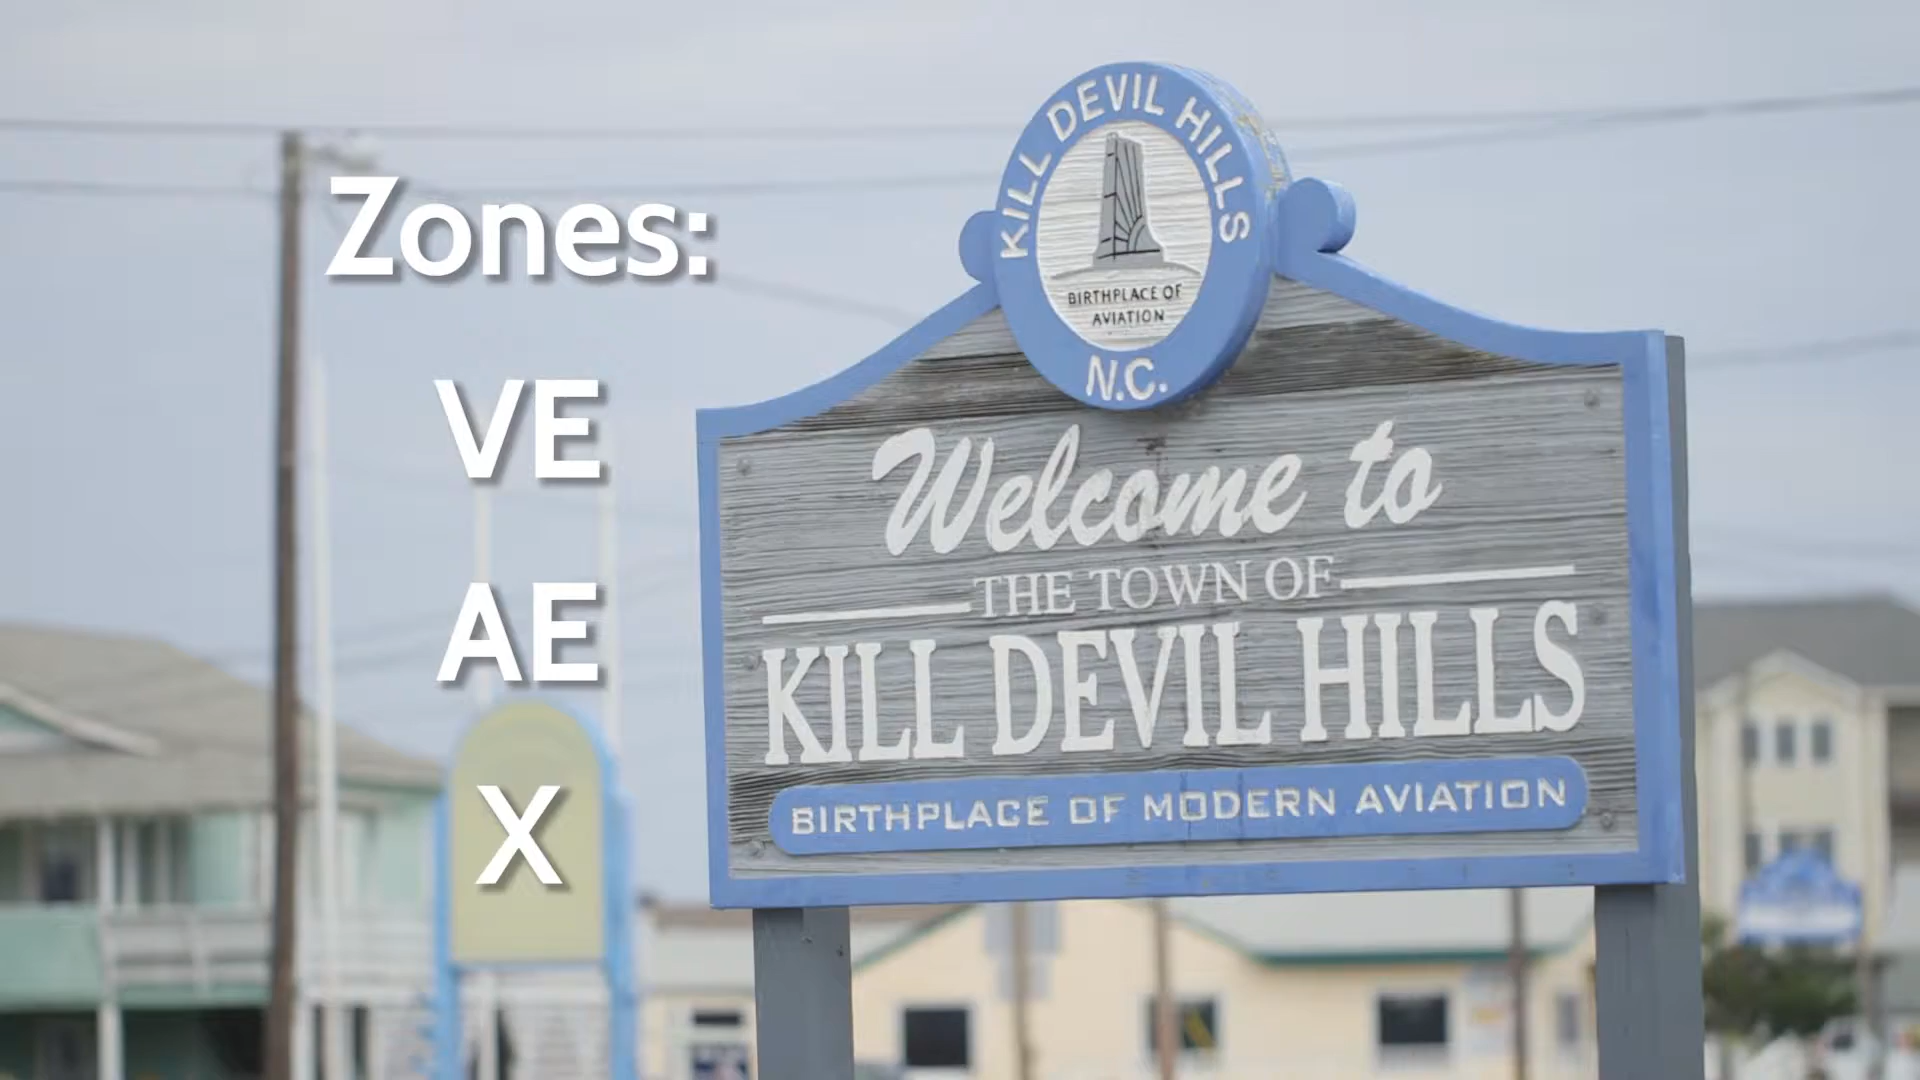 Zones:
VE
AE
X
KILL DEVIL HILLS
BIRTHPLACE OF
AVIATION
N.C.
Welcome to
THE TOWN OF
KILL DEVIL HILLS
BIRTHPLACE OF MODERN AVIATION